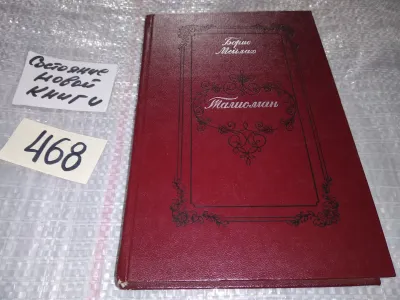 Состояние
новой
книги
468
Борис
Мейлах
Талисман